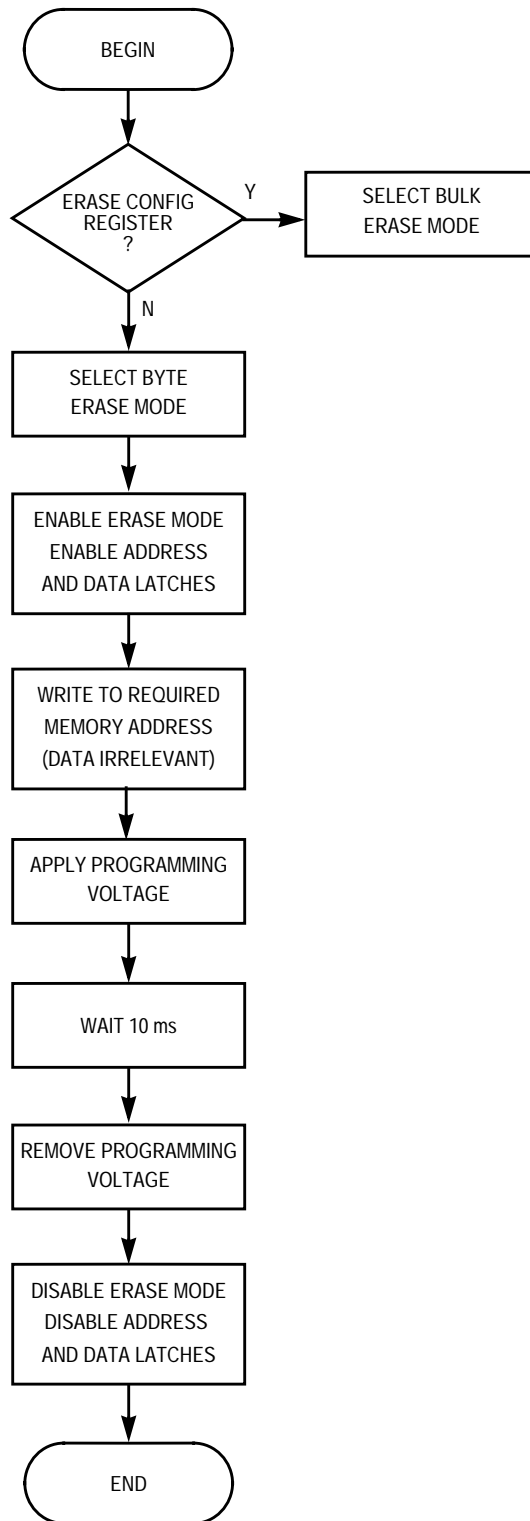 BEGIN
ERASE CONFIG
REGISTER
?
Y
SELECT BULK
ERASE MODE
N
SELECT BYTE
ERASE MODE
ENABLE ERASE MODE
ENABLE ADDRESS
AND DATA LATCHES
WRITE TO REQUIRED
MEMORY ADDRESS
(DATA IRRELEVANT)
APPLY PROGRAMMING
VOLTAGE
WAIT 10 ms
REMOVE PROGRAMMING
VOLTAGE
DISABLE ERASE MODE
DISABLE ADDRESS
AND DATA LATCHES
END